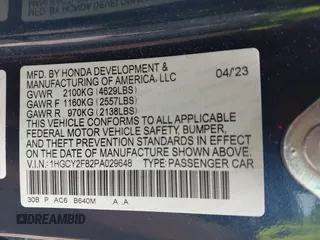 MFD. BY HONDA DEVELOPMENT &
MANUFACTURING OF AMERICA, LLC
04/23
GVWR 2100KG (4629LBS)
GAWR F 1160KG (2557LBS)
GAWR R 970KG (2138LBS)
THIS VEHICLE CONFORMS TO ALL APPLICABLE
FEDERAL MOTOR VEHICLE SAFETY, BUMPER,
AND THEFT PREVENTION STANDARDS IN EFFECT
ON THE DATE OF MANUFACTURE SHOWN ABOVE.
V.I.N.: 1HGCY2F82PA029648 TYPE: PASSENGER CAR
30B P AC6 B640M A .A
DREAMBID